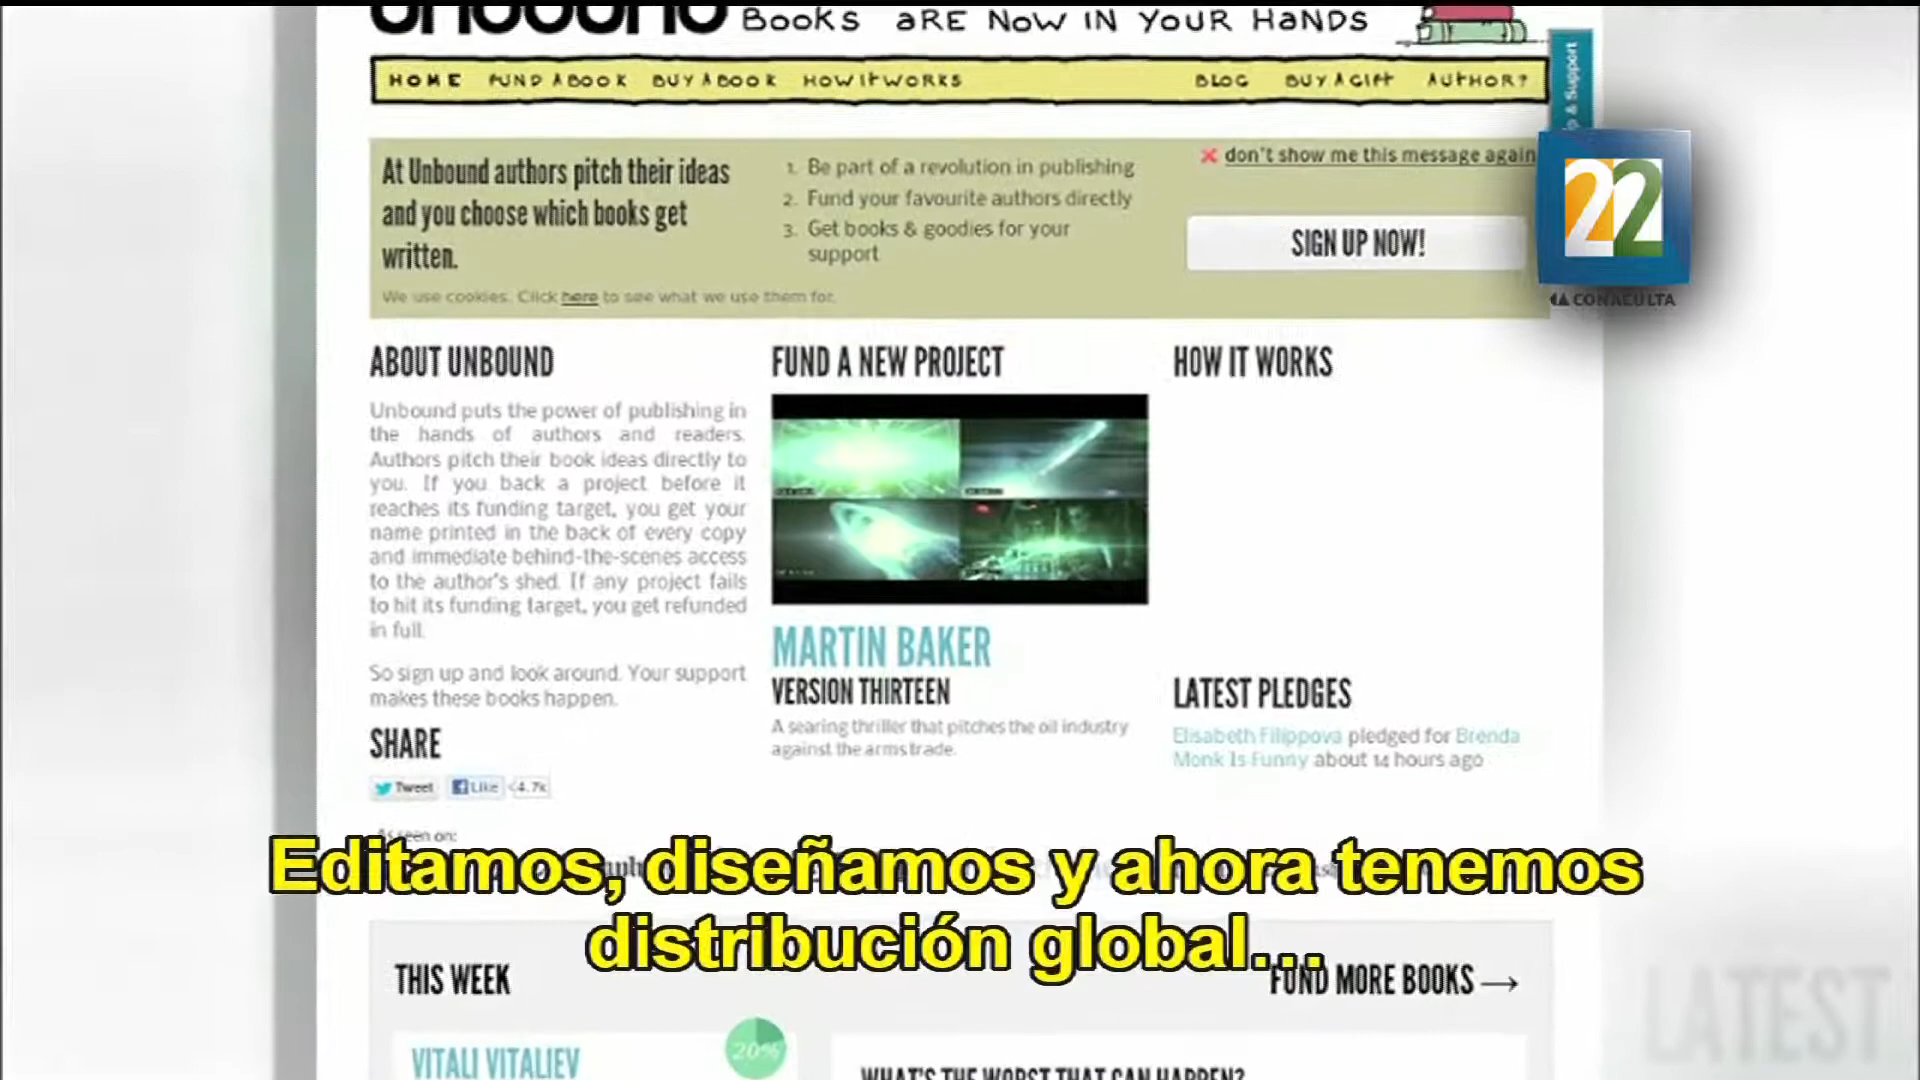 unbound BOOKS ARE NOW IN YOUR HANDS
HOME FUND A BOOK BUY A BOOK HOW IT WORKS BLOG BUY A GIFT AUTHOR?
& Support
At Unbound authors pitch their ideas
and you choose which books get
written.
1. Be part of a revolution in publishing
2. Fund your favourite authors directly
3. Get books & goodies for your
support
don't show me this message again
SIGN UP NOW!
We use cookies. Click here to see what we use them for.
22
CONACULTA
ABOUT UNBOUND
Unbound puts the power of publishing in
the hands of authors and readers.
Authors pitch their book ideas directly to
you. If you back a project before it
reaches its funding target, you get your
name printed in the back of every copy
and immediate behind-the-scenes access
to the author's shed. If any project fails
to hit its funding target, you get refunded
in full.
So sign up and look around. Your support
makes these books happen.
SHARE
Tweet Like 4.7k
As seen on:
FUND A NEW PROJECT
MARTIN BAKER
VERSION THIRTEEN
A searing thriller that pitches the oil industry
against the arms trade.
HOW IT WORKS
LATEST PLEDGES
Elisabeth Filippova pledged for Brenda
Monk Is Funny about 14 hours ago
Editamos, diseñamos y ahora tenemos
distribución global...
THIS WEEK
FUND MORE BOOKS →
VITALI VITALIEV
20%
WHAT'S THE WORST THAT CAN HAPPEN?
LATEST